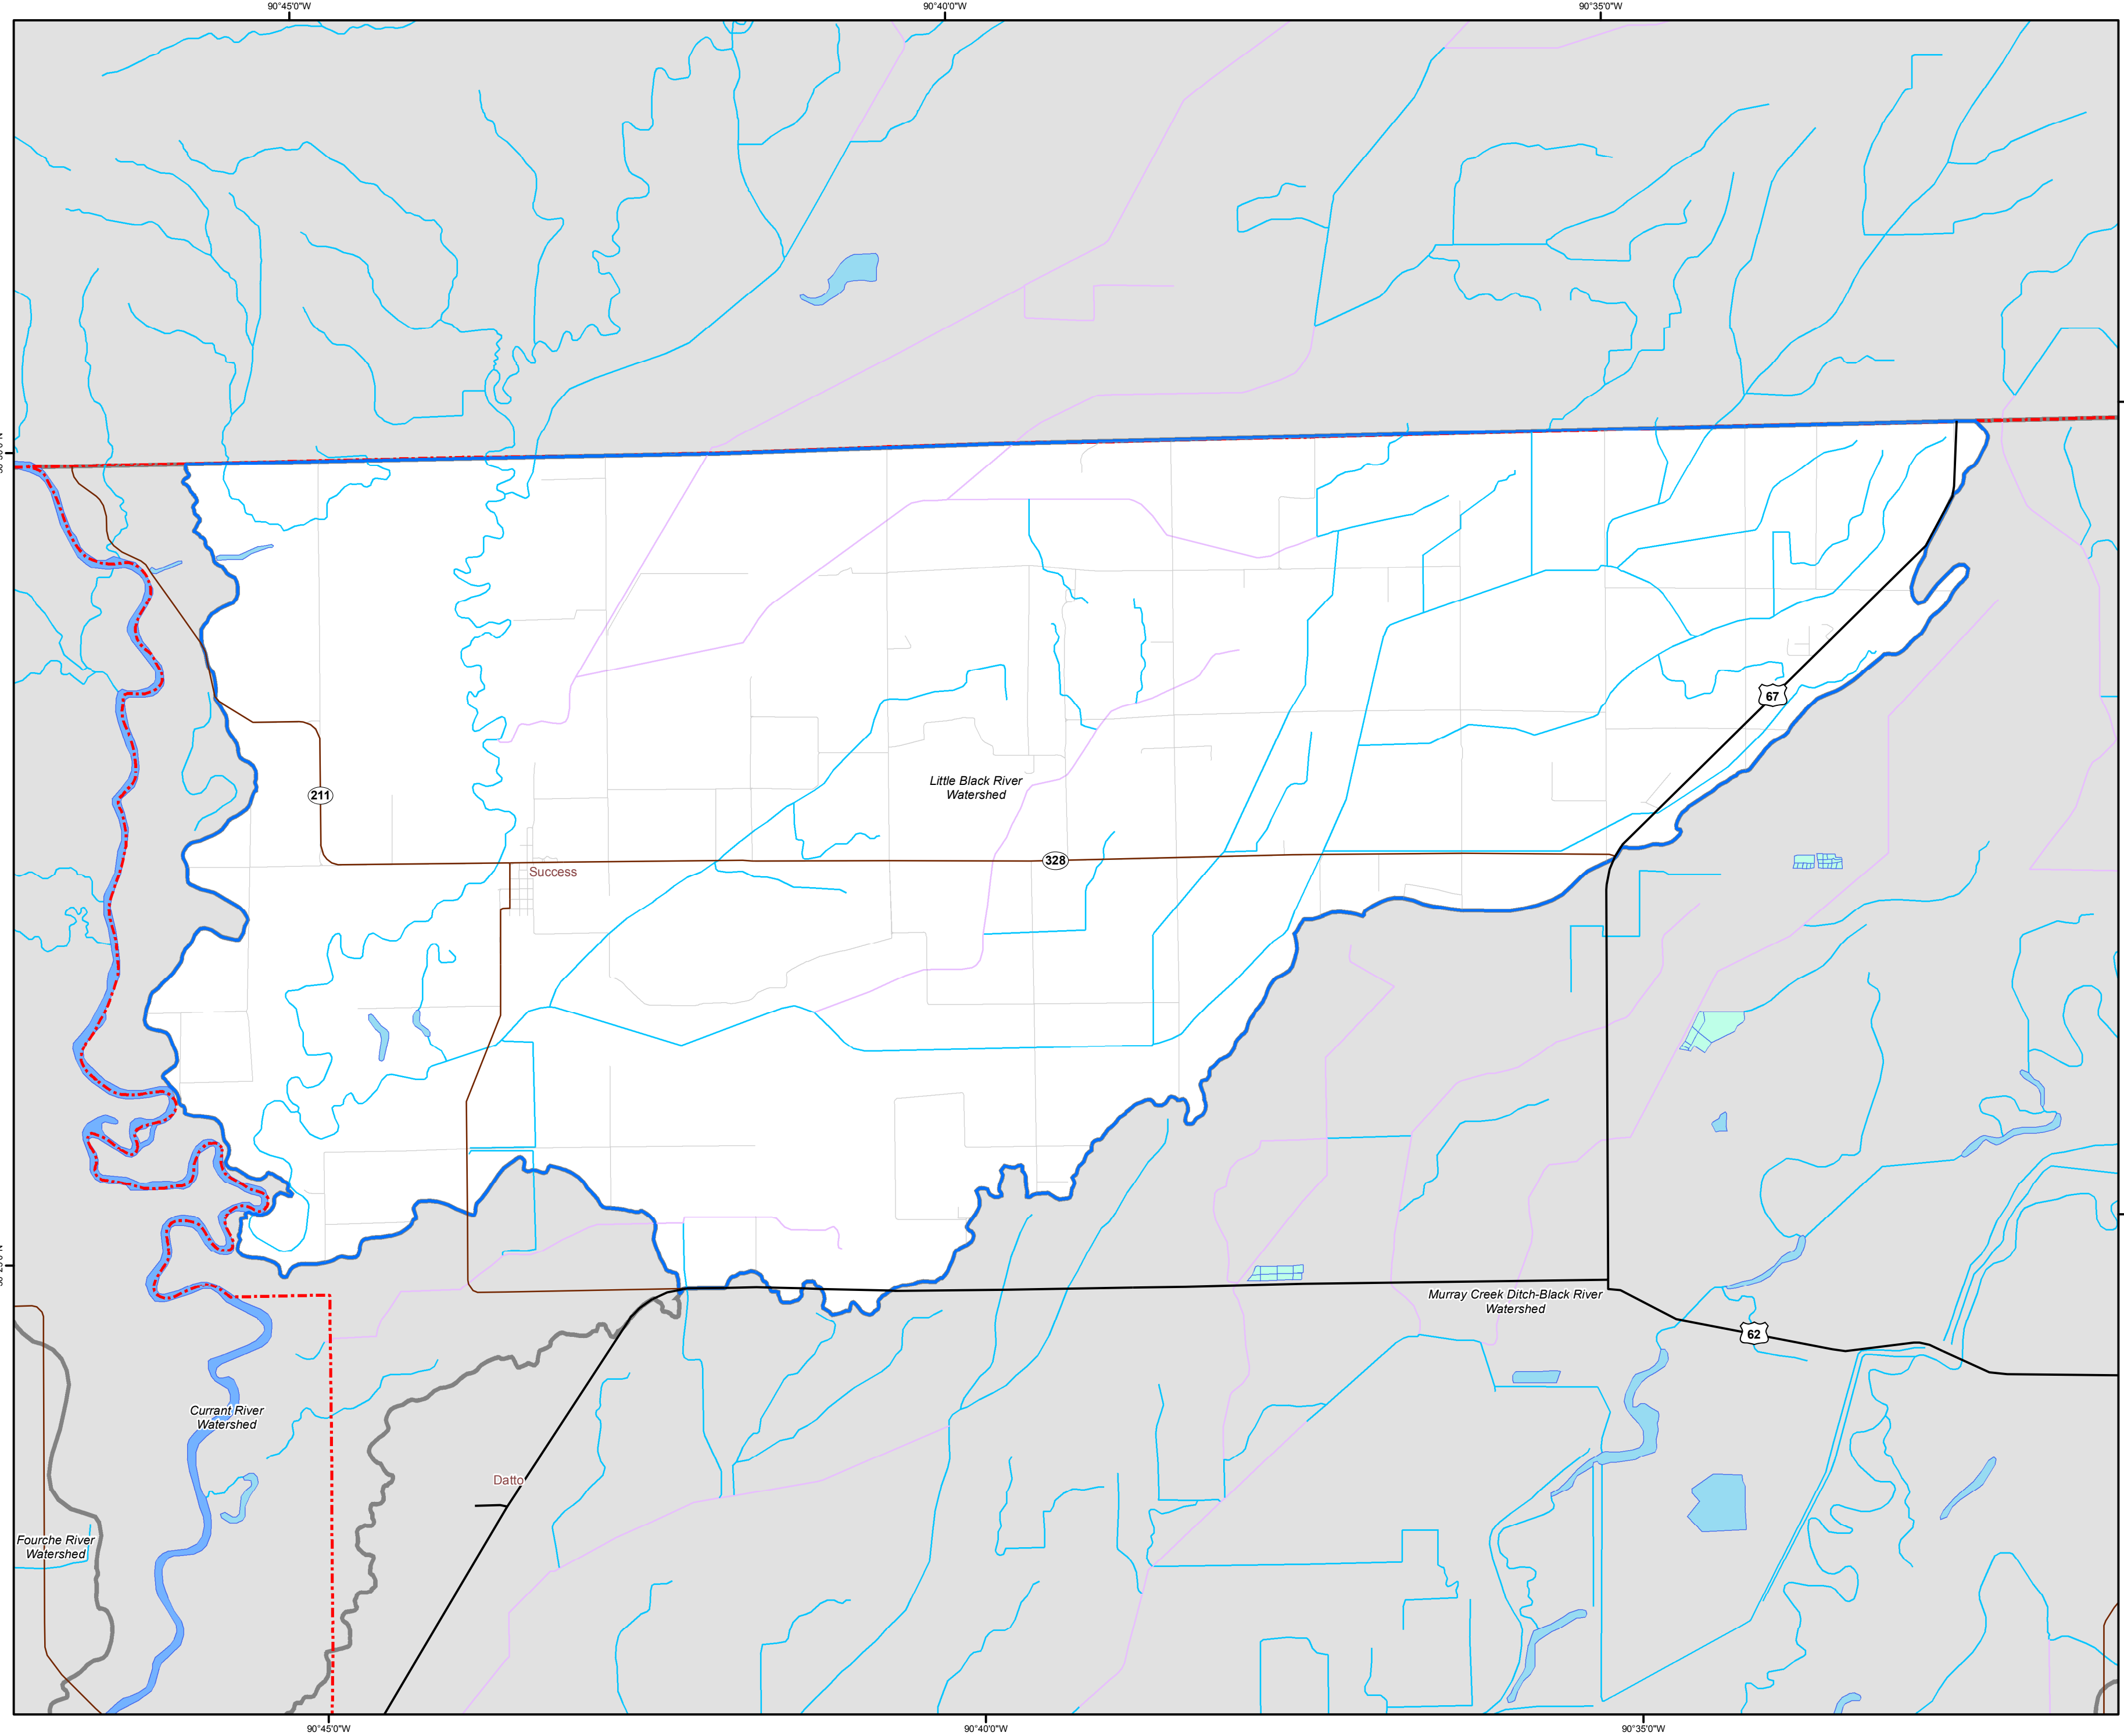 90°45'0"W
90°40'0"W
90°35'0"W
67
Little Black River
Watershed
211
328
Success
Murray Creek Ditch-Black River
Watershed
62
Currant River
Watershed
Datto
Fourche River
Watershed
90°45'0"W
90°40'0"W
90°35'0"W